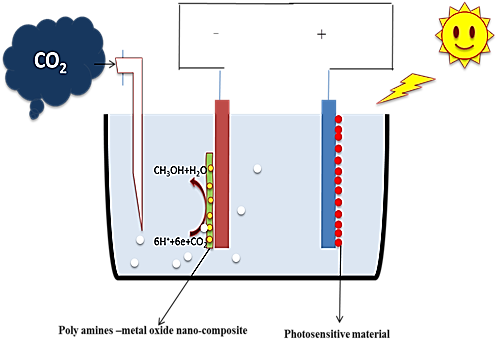 CO₂
- +
CH₃OH+H₂O
6H⁺+6e+CO₂
Poly amines –metal oxide nano-composite
Photosensitive material